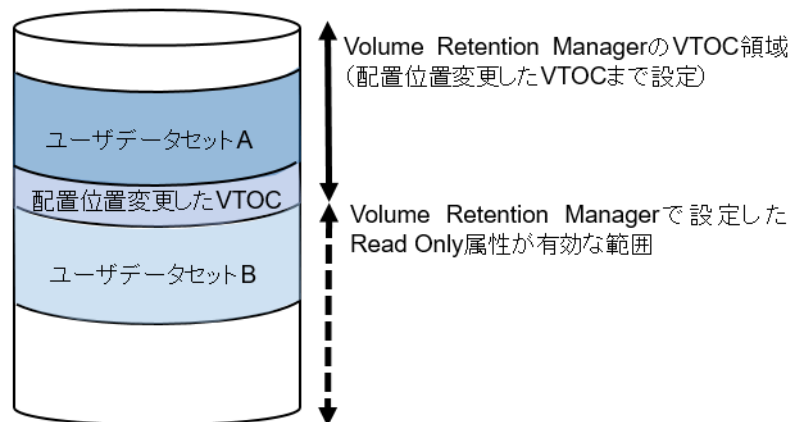 Volume Retention ManagerのVTOC領域
(配置位置変更したVTOCまで設定)
ユーザデータセットA
配置位置変更したVTOC
Volume Retention Managerで設定した
Read Only属性が有効な範囲
ユーザデータセットB